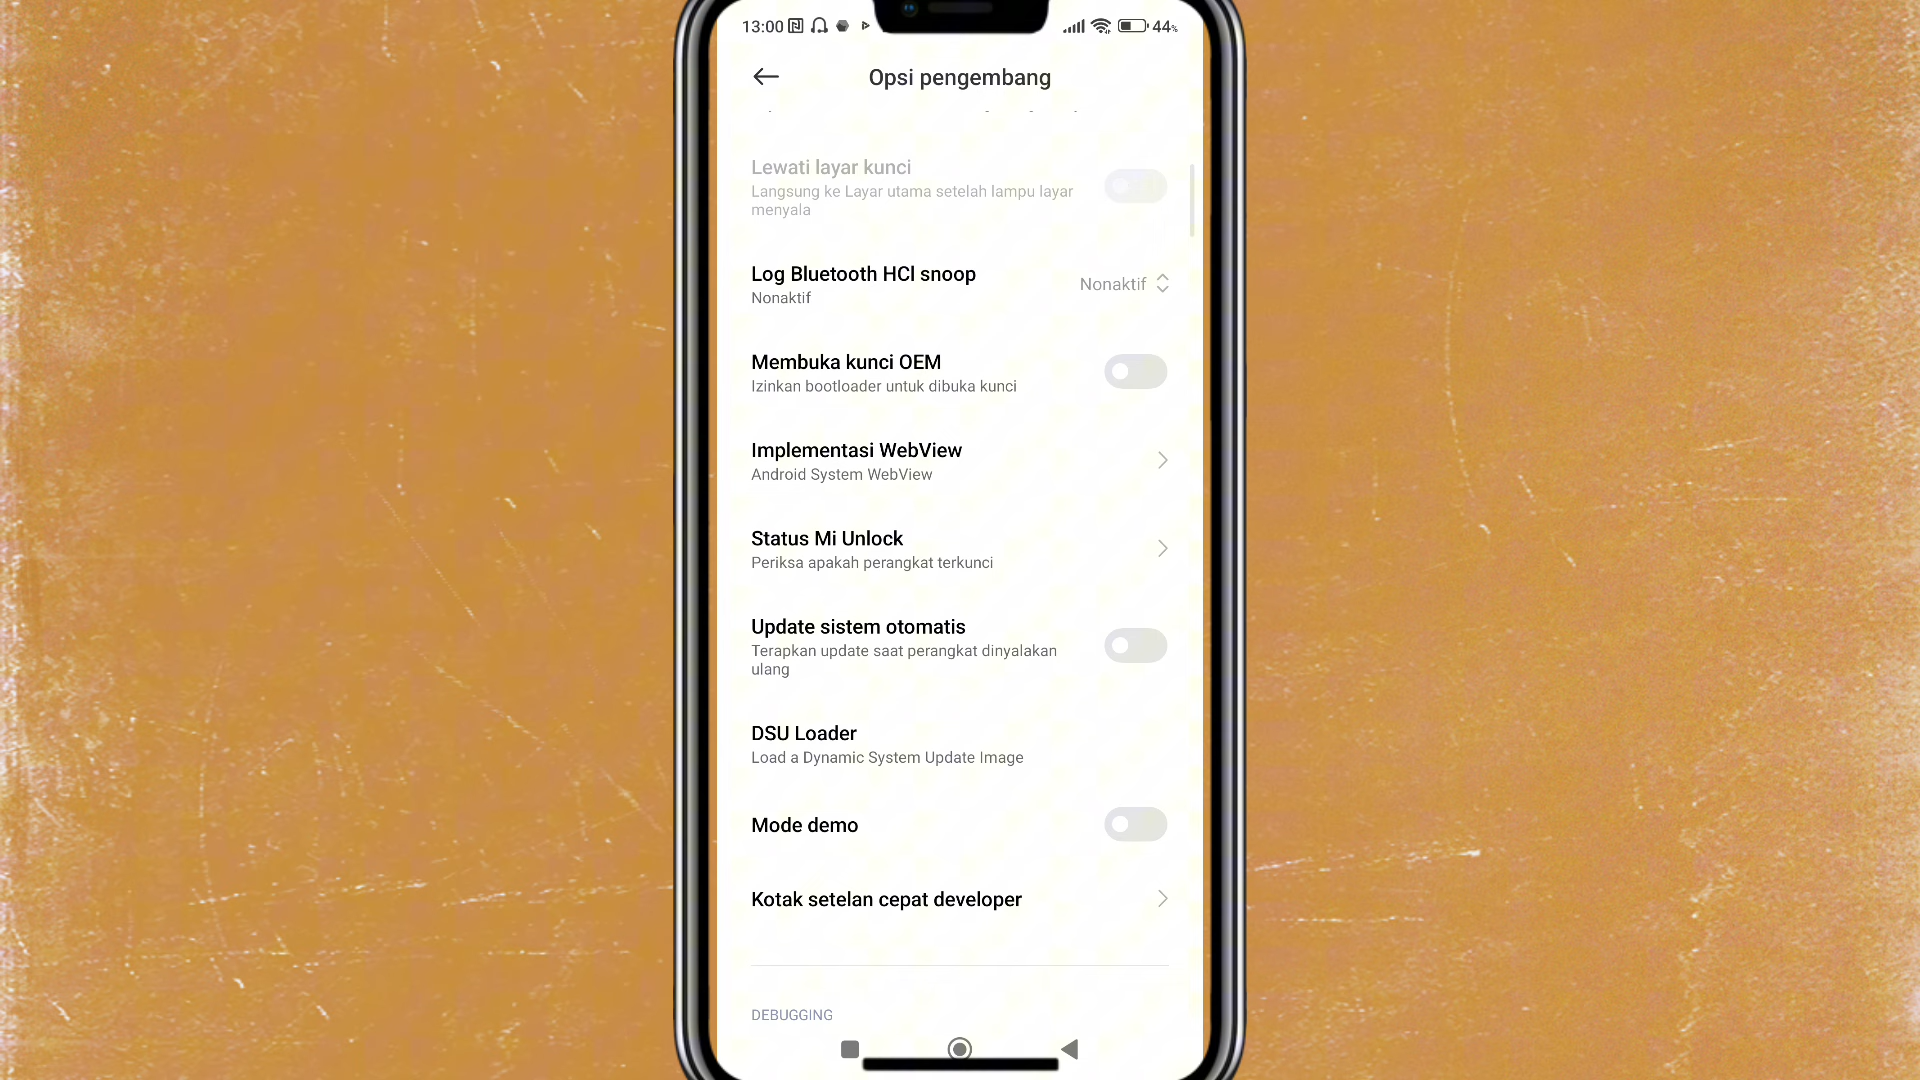 13:00
44%
Opsi pengembang
Lewati layar kunci
Langsung ke Layar utama setelah lampu layar
menyala
Log Bluetooth HCI snoop
Nonaktif
Nonaktif
Membuka kunci OEM
Izinkan bootloader untuk dibuka kunci
Implementasi WebView
Android System WebView
Status Mi Unlock
Periksa apakah perangkat terkunci
Update sistem otomatis
Terapkan update saat perangkat dinyalakan
ulang
DSU Loader
Load a Dynamic System Update Image
Mode demo
Kotak setelan cepat developer
DEBUGGING